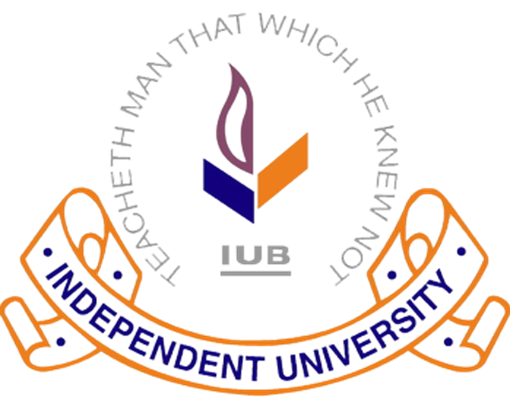 TEACHETH MAN THAT WHICH HE KNEW NOT
IUB
INDEPENDENT UNIVERSITY